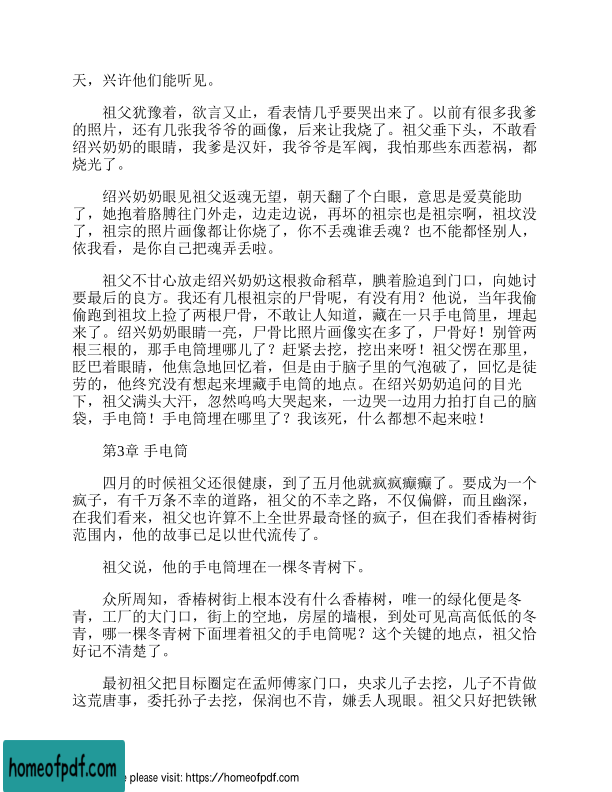 天，兴许他们能听见。
祖父犹豫着，欲言又止，看表情几乎要哭出来了。以前有很多我爹
的照片，还有几张我爷爷的画像，后来让我烧了。祖父垂下头，不敢看
绍兴奶奶的眼睛，我爹是汉奸，我爷爷是军阀，我怕那些东西惹祸，都
烧光了。
绍兴奶奶眼见祖父返魂无望，朝天翻了个白眼，意思是爱莫能助
了，她抱着胳膊往门外走，边走边说，再坏的祖宗也是祖宗啊，祖坟没
了，祖宗的照片画像都让你烧了，你不丢魂谁丢魂？也不能都怪别人，
依我看，是你自己把魂弄丢啦。
祖父不甘心放走绍兴奶奶这根救命稻草，腆着脸追到门口，向她讨
要最后的良方。我还有几根祖宗的尸骨呢，有没有用？他说，当年我偷
偷跑到祖坟上捡了两根尸骨，不敢让人知道，藏在一只手电筒里，埋起
来了。绍兴奶奶眼睛一亮，尸骨比照片画像实在多了，尸骨好！别管两
根三根的，那手电筒埋哪儿了？赶紧去挖，挖出来呀！祖父愣在那里，
眨巴着眼睛，他焦急地回忆着，但是由于脑子里的气泡破了，回忆是徒
劳的，他终究没有想起来埋藏手电筒的地点。在绍兴奶奶追问的目光
下，祖父满头大汗，忽然呜呜大哭起来，一边哭一边用力拍打自己的脑
袋，手电筒！手电筒埋在哪里了？我该死，什么都想不起来啦！
第3章 手电筒
四月的时候祖父还很健康，到了五月他就疯疯癫癫了。要成为一个
疯子，有千万条不幸的道路，祖父的不幸之路，不仅偏僻，而且幽深，
在我们看来，祖父也许算不上全世界最奇怪的疯子，但在我们香椿树街
范围内，他的故事已足以世代流传了。
祖父说，他的手电筒埋在一棵冬青树下。
众所周知，香椿树街上根本没有什么香椿树，唯一的绿化便是冬
青，工厂的大门口，街上的空地，房屋的墙根，到处可见高高低低的冬
青，哪一棵冬青树下面埋着祖父的手电筒呢？这个关键的地点，祖父恰
好记不清楚了。
最初祖父把目标圈定在孟师傅家门口，央求儿子去挖，儿子不肯做
这荒唐事，委托孙子去挖，保润也不肯，嫌丢人现眼。祖父只好把铁锹
homeofpdf.com
please visit: https://homeofpdf.com